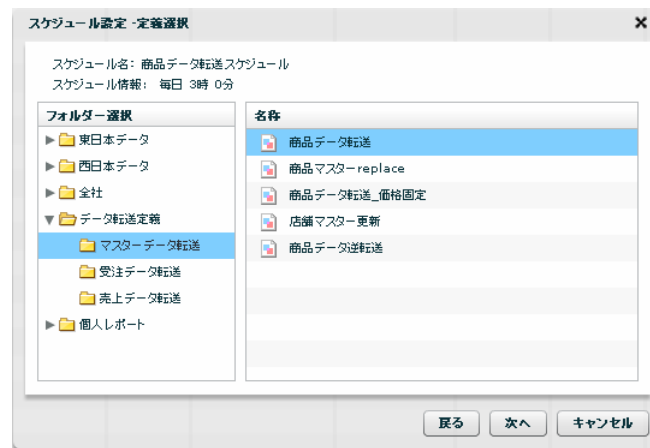 スケジュール設定 -定義選択
スケジュール名: 商品データ転送スケジュール
スケジュール情報: 毎日 3時 0分
フォルダー選択
東日本データ
西日本データ
全社
データ転送定義
マスターデータ転送
受注データ転送
売上データ転送
個人レポート
名称
商品データ転送
商品マスターreplace
商品データ転送_価格固定
店舗マスター更新
商品データ逆転送
戻る
次へ
キャンセル